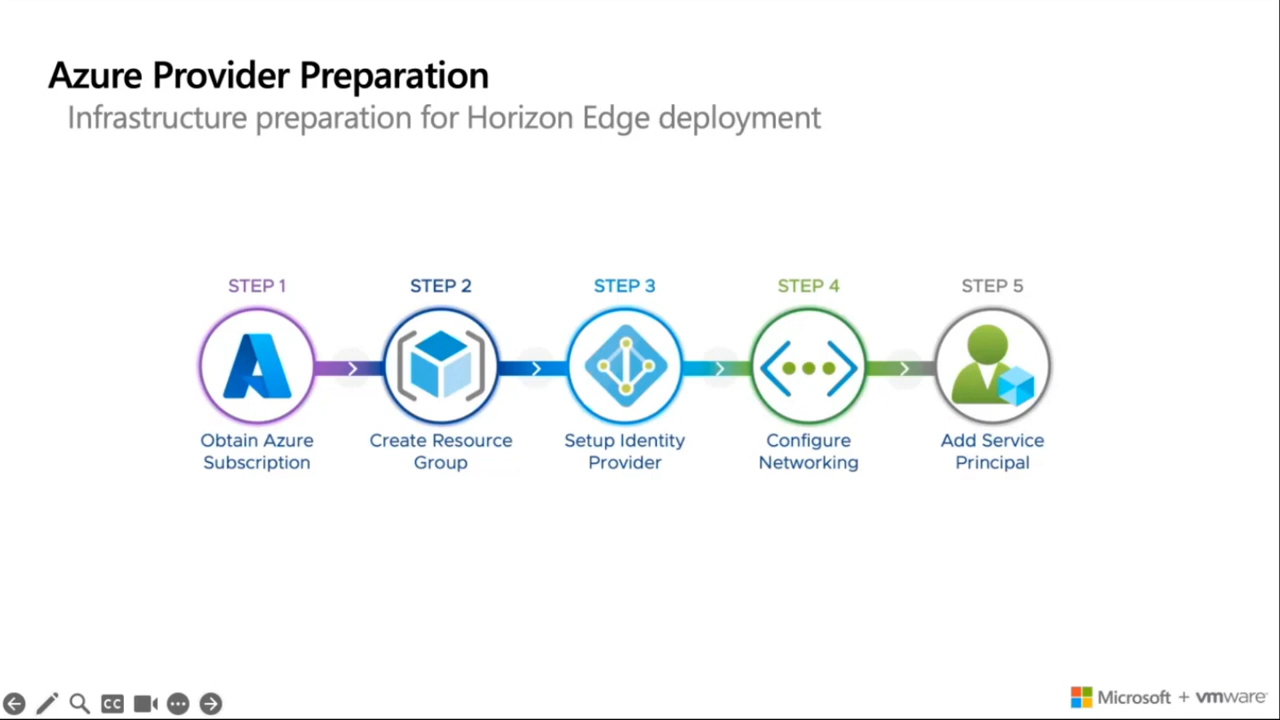 Azure Provider Preparation
Infrastructure preparation for Horizon Edge deployment
STEP 1
STEP 2
STEP 3
STEP 4
STEP 5
Obtain Azure
Subscription
Create Resource
Group
Setup Identity
Provider
Configure
Networking
Add Service
Principal
CC
Microsoft + vmware